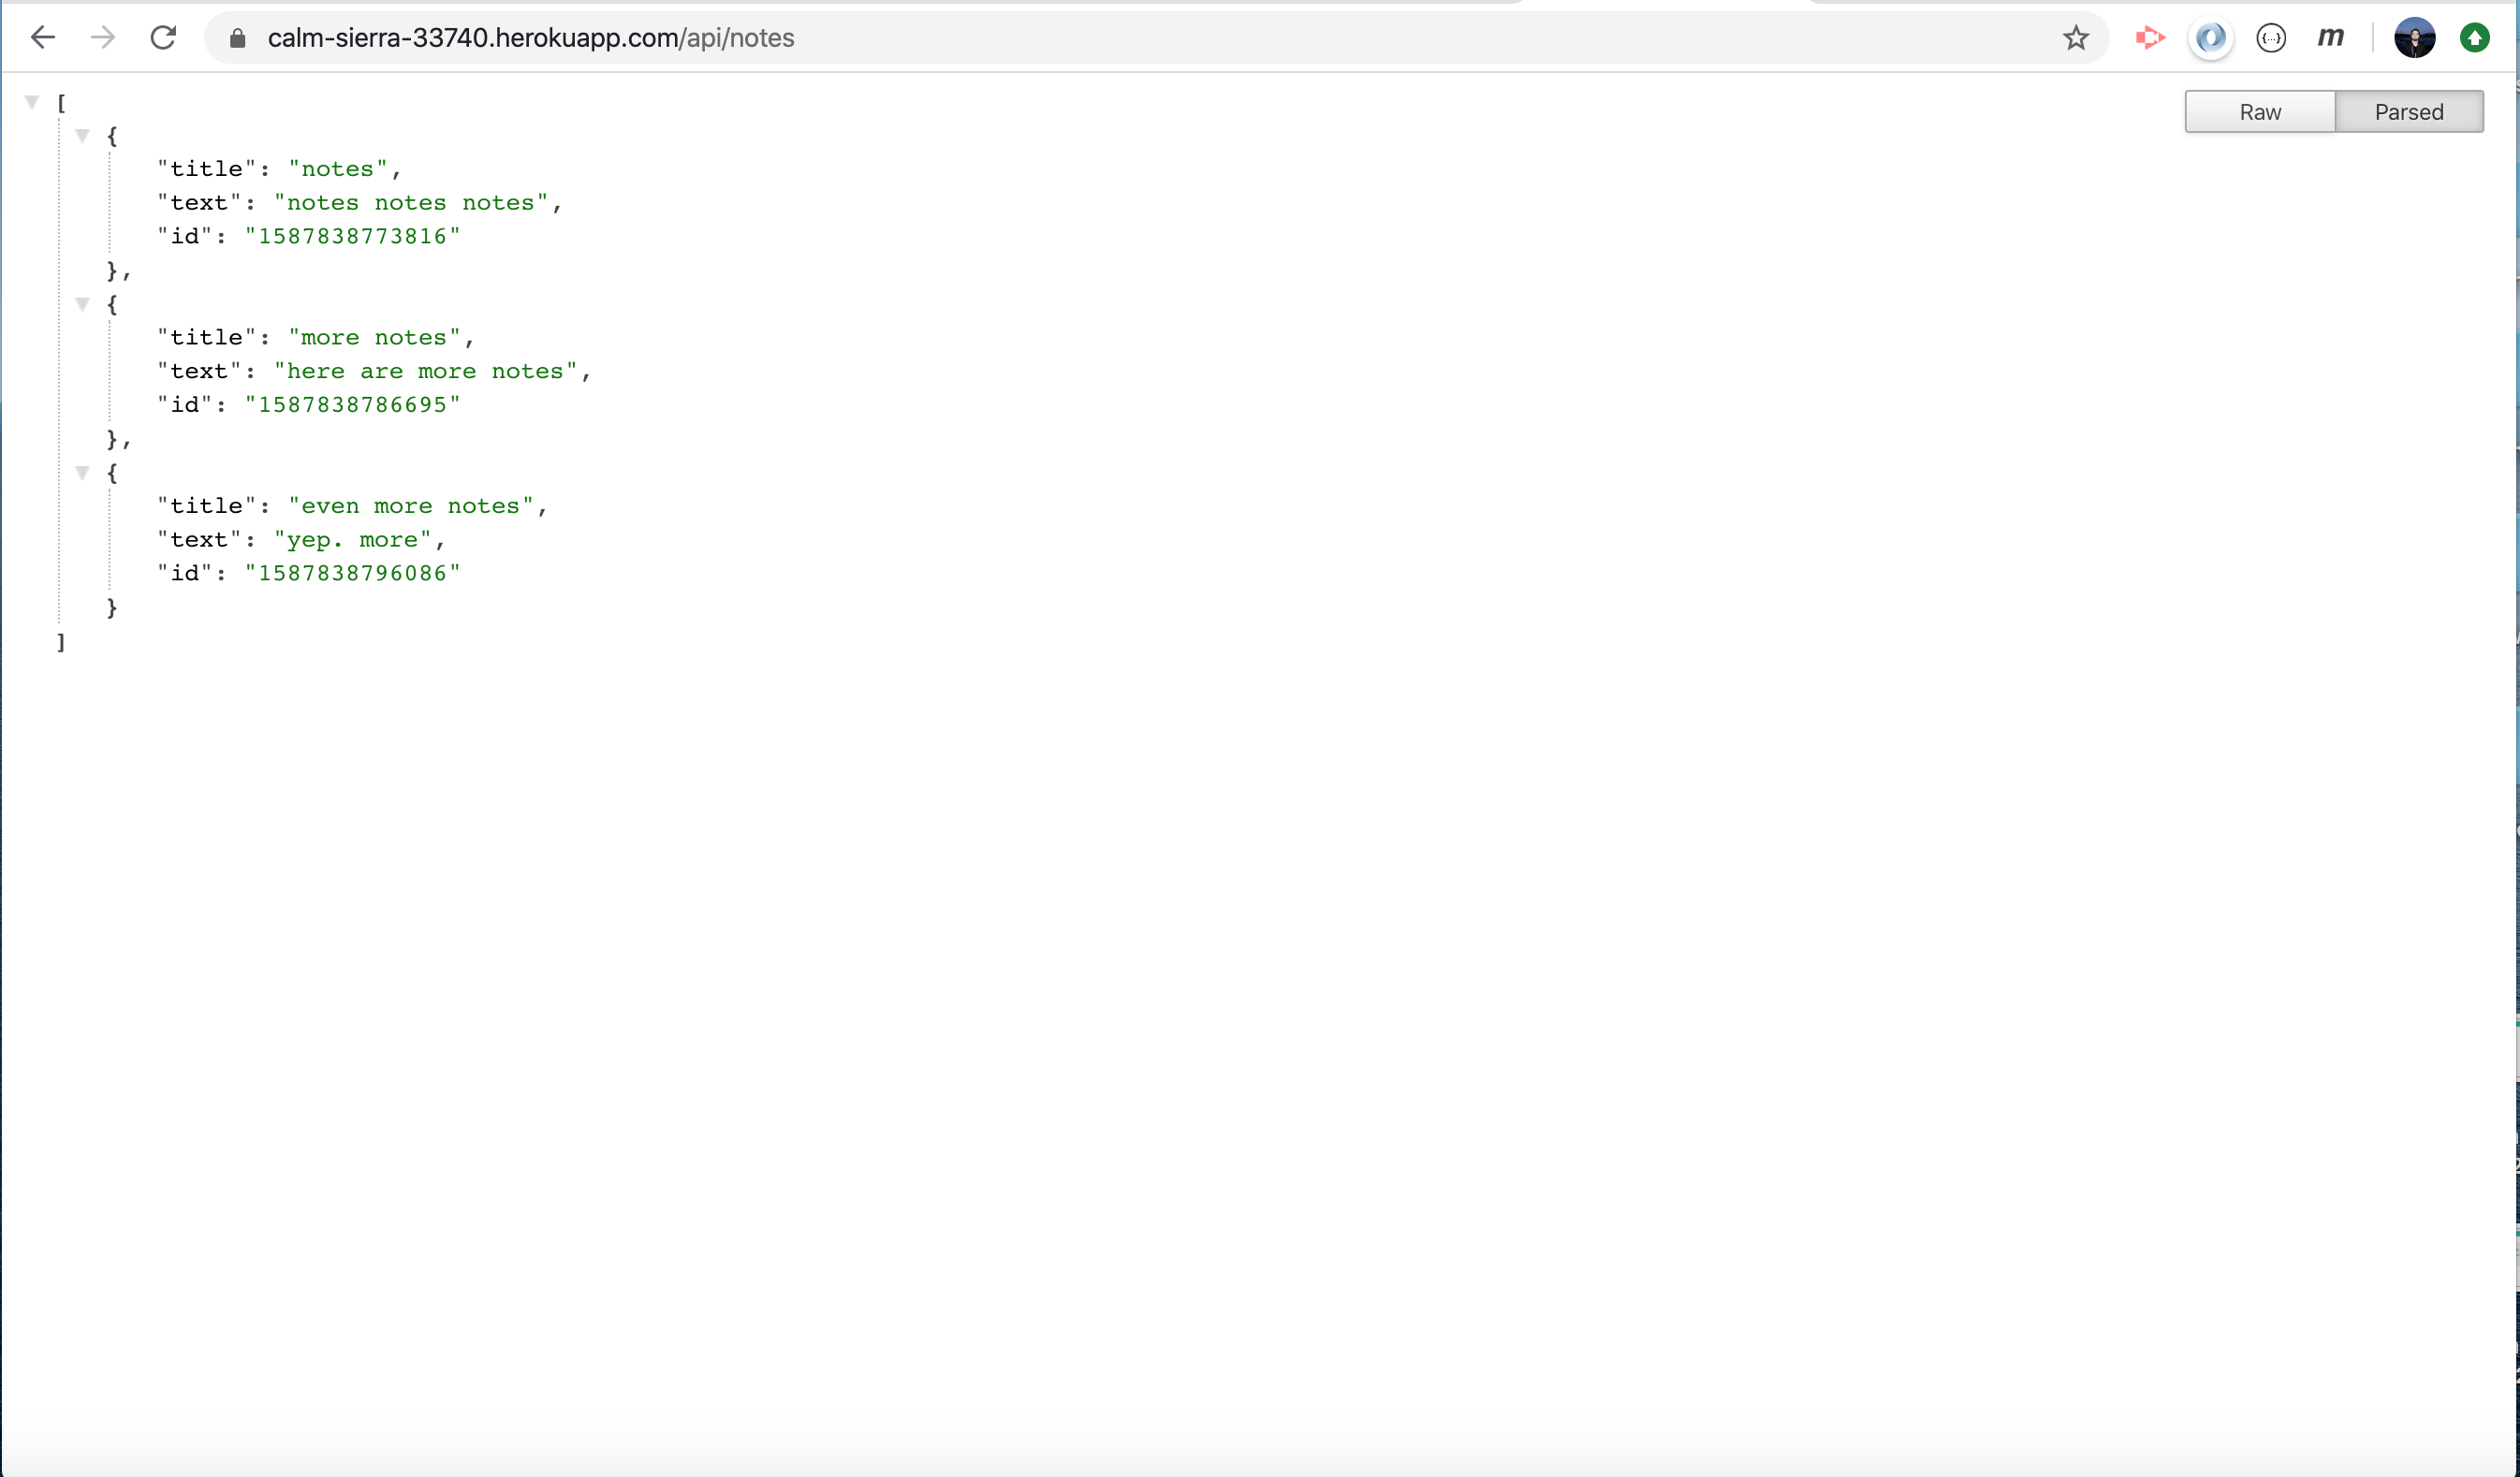 calm-sierra-33740.herokuapp.com/api/notes
{...}
m
Raw
Parsed
[
{
"title": "notes",
"text": "notes notes notes",
"id": "1587838773816"
},
{
"title": "more notes",
"text": "here are more notes",
"id": "1587838786695"
},
{
"title": "even more notes",
"text": "yep. more",
"id": "1587838796086"
}
]